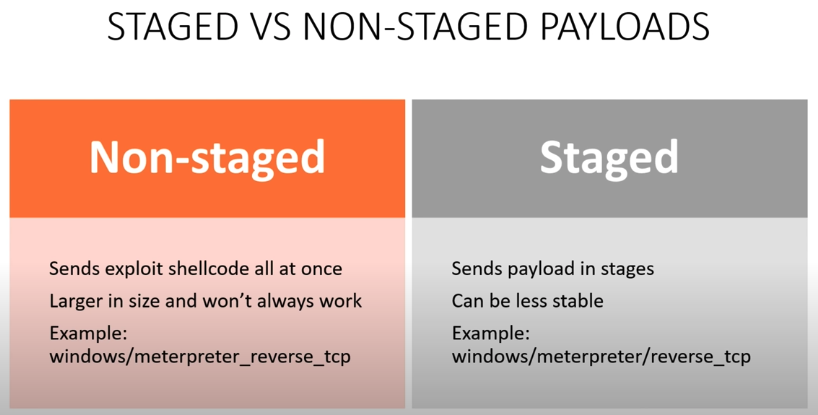 STAGED VS NON-STAGED PAYLOADS
Non-staged
Sends exploit shellcode all at once
Larger in size and won’t always work
Example:
windows/meterpreter_reverse_tcp
Staged
Sends payload in stages
Can be less stable
Example:
windows/meterpreter/reverse_tcp